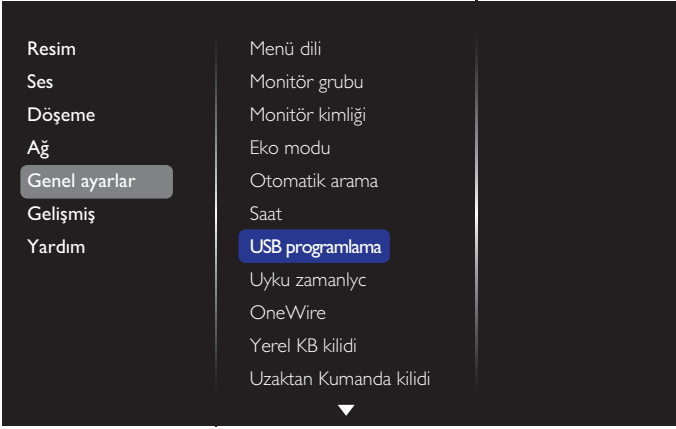 Resim
Ses
Döşeme
Ağ
Genel ayarlar
Gelişmiş
Yardım
Menü dili
Monitör grubu
Monitör kimliği
Eko modu
Otomatik arama
Saat
USB programlama
Uyku zamanlyc
OneWire
Yerel KB kilidi
Uzaktan Kumanda kilidi